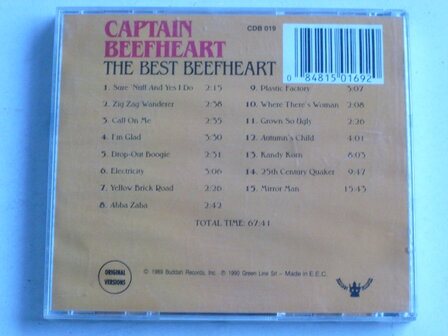 CAPTAIN
BEEFHEART
THE BEST BEEFHEART
CDB 019
0 84815 01692
1. Sure 'Nuff And Yes I Do 2:15
2. Zig Zag Wanderer 2:58
3. Call On Me 2:55
4. I'm Glad 3:30
5. Drop-Out Boogie 2:51
6. Electricity 3:06
7. Yellow Brick Road 2:26
8. Abba Zaba 2:42
9. Plastic Factory 3:07
10. Where There's Woman 2:08
11. Grown So Ugly 2:26
12. Autumn's Child 4:01
13. Kandy Korn 8:03
14. 25th Century Quaker 9:47
15. Mirror Man 15:43
TOTAL TIME: 67:41
ORIGINAL
VERSIONS
© 1989 Buddah Records, Inc. ℗ 1990 Green Line Srl - Made in E.E.C.